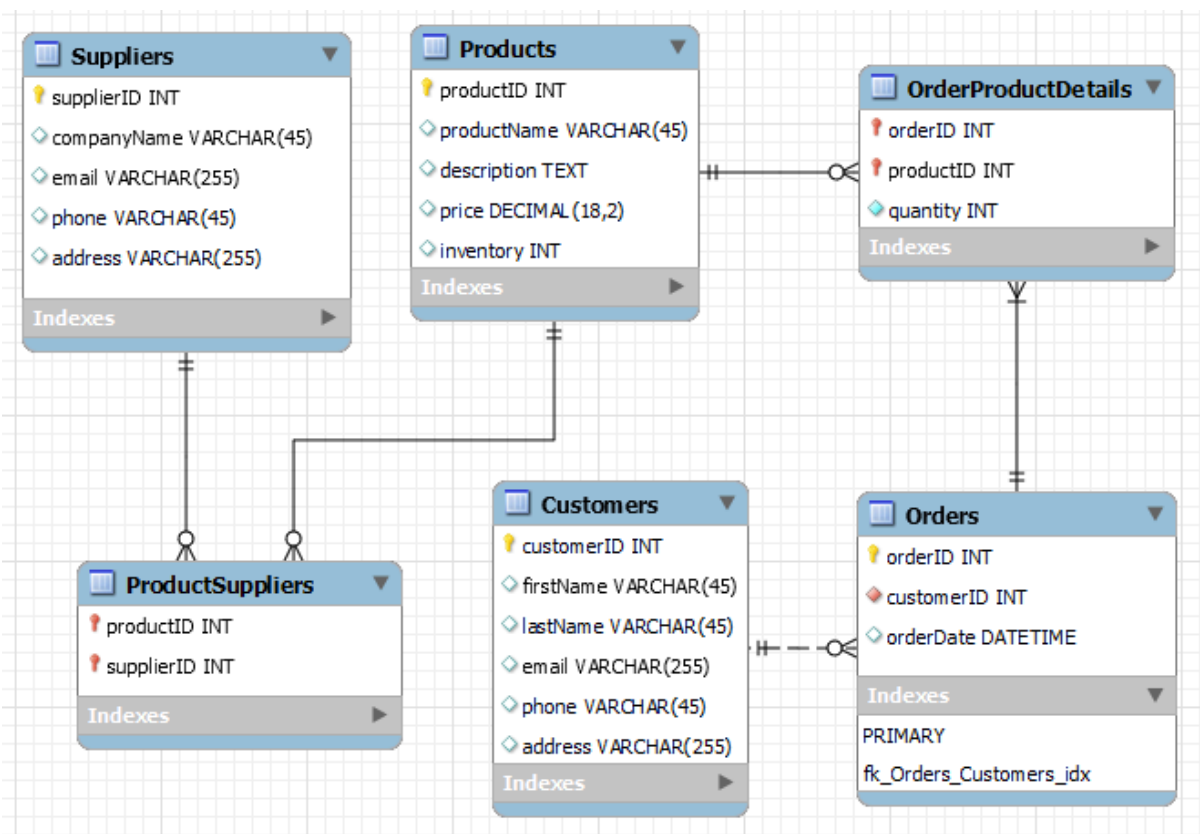 Suppliers
supplierID INT
companyName VARCHAR(45)
email VARCHAR(255)
phone VARCHAR(45)
address VARCHAR(255)
Indexes
Products
productID INT
productName VARCHAR(45)
description TEXT
price DECIMAL(18,2)
inventory INT
Indexes
OrderProductDetails
orderID INT
productID INT
quantity INT
Indexes
ProductSuppliers
productID INT
supplierID INT
Indexes
Customers
customerID INT
firstName VARCHAR(45)
lastName VARCHAR(45)
email VARCHAR(255)
phone VARCHAR(45)
address VARCHAR(255)
Indexes
Orders
orderID INT
customerID INT
orderDate DATETIME
Indexes
PRIMARY
fk_Orders_Customers_idx